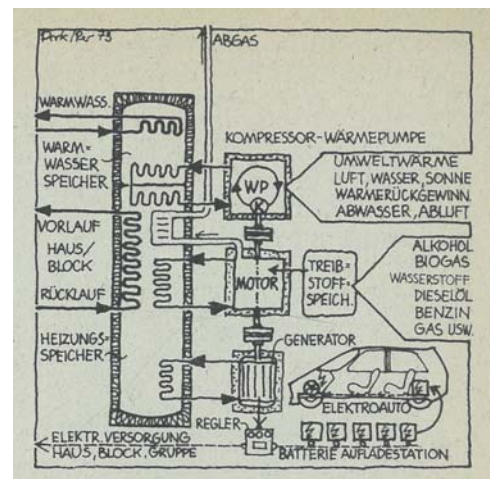 ABGAS
WARMWASS.
WARM=
WASSER
SPEICHER
VORLAUF
HAUS/
BLOCK
RÜCKLAUF
HEIZUNGS=
SPEICHER
KOMPRESSOR-WÄRMEPUMPE
WP
UMWELTWÄRME
LUFT, WASSER, SONNE
WÄRMERÜCKGEWINN.
ABWASSER, ABLUFT
MOTOR
TREIB=
STOFF=
SPEICH.
ALKOHOL
BIOGAS
WASSERSTOFF
DIESELÖL
BENZIN
GAS USW.
GENERATOR
REGLER
ELEKTROAUTO
ELEKTR. VERSORGUNG
HAUS, BLOCK, GRUPPE
BATTERIE AUFLADESTATION